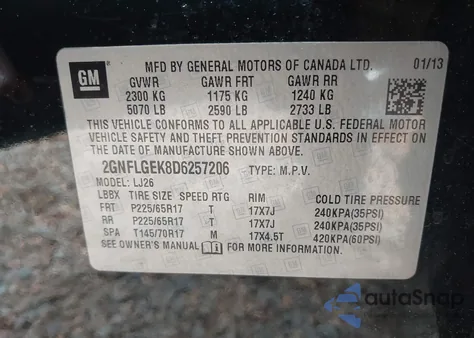 GM
MFD BY GENERAL MOTORS OF CANADA LTD. 01/13
GVWR GAWR FRT GAWR RR
2300 KG 1175 KG 1240 KG
5070 LB 2590 LB 2733 LB
THIS VEHICLE CONFORMS TO ALL APPLICABLE U.S. FEDERAL MOTOR
VEHICLE SAFETY AND THEFT PREVENTION STANDARDS IN EFFECT ON
THE DATE OF MANUFACTURE SHOWN ABOVE.
2GNFLGEK8D6257206 TYPE: M.P.V.
MODEL: LJ26
LBBX TIRE SIZE SPEED RTG RIM COLD TIRE PRESSURE
FRT P225/65R17 T 17X7J 240KPA(35PSI)
RR P225/65R17 T 17X7J 240KPA(35PSI)
SPA T145/70R17 M 17X4.5T 420KPA(60PSI)
SEE OWNER'S MANUAL FOR MORE INFORMATION.
autoSnap